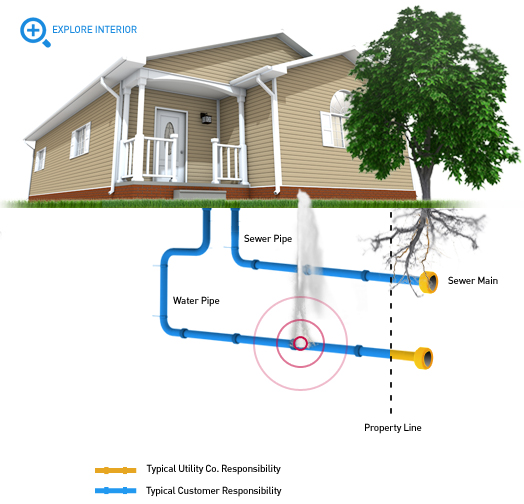 EXPLORE INTERIOR
Sewer Pipe
Sewer Main
Water Pipe
Property Line
Typical Utility Co. Responsibility
Typical Customer Responsibility